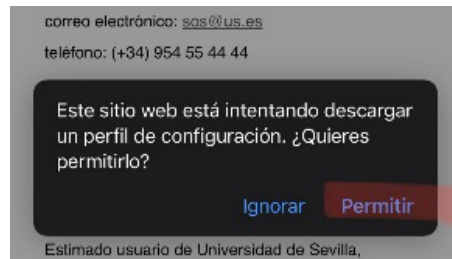 correo electrónico: sos@us.es
teléfono: (+34) 954 55 44 44
Este sitio web está intentando descargar
un perfil de configuración. ¿Quieres
permitirlo?
Ignorar Permitir
Estimado usuario de Universidad de Sevilla,